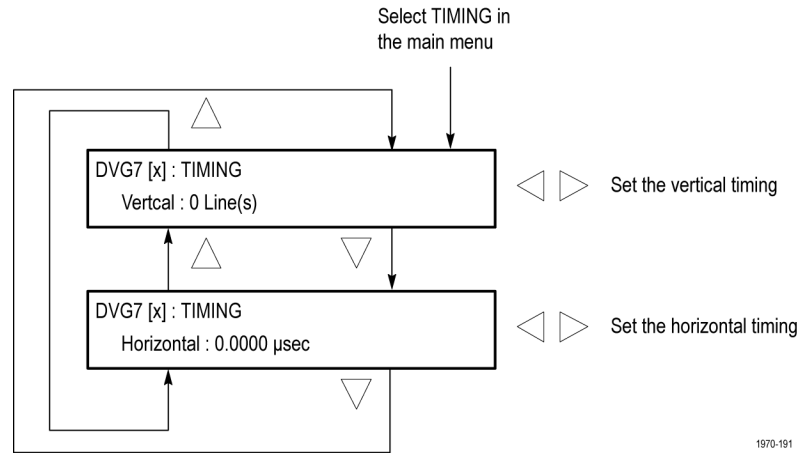 Select TIMING in
the main menu
DVG7 [x] : TIMING
Vertcal : 0 Line(s)
Set the vertical timing
DVG7 [x] : TIMING
Horizontal : 0.0000 µsec
Set the horizontal timing
1970-191